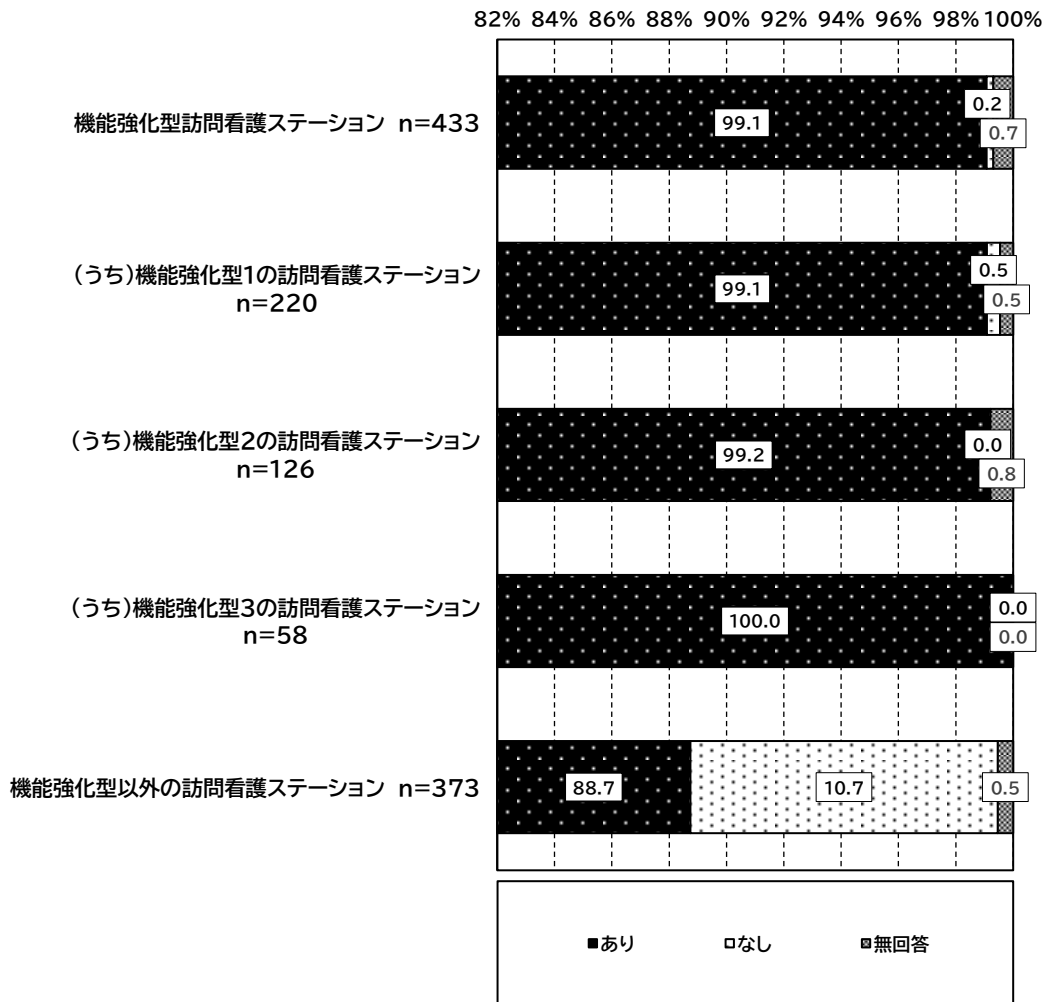 82% 84% 86% 88% 90% 92% 94% 96% 98% 100%
機能強化型訪問看護ステーション n=433
99.1
0.2
0.7
(うち)機能強化型1の訪問看護ステーション
n=220
99.1
0.5
0.5
(うち)機能強化型2の訪問看護ステーション
n=126
99.2
0.0
0.8
(うち)機能強化型3の訪問看護ステーション
n=58
100.0
0.0
0.0
機能強化型以外の訪問看護ステーション n=373
88.7
10.7
0.5
あり なし 無回答